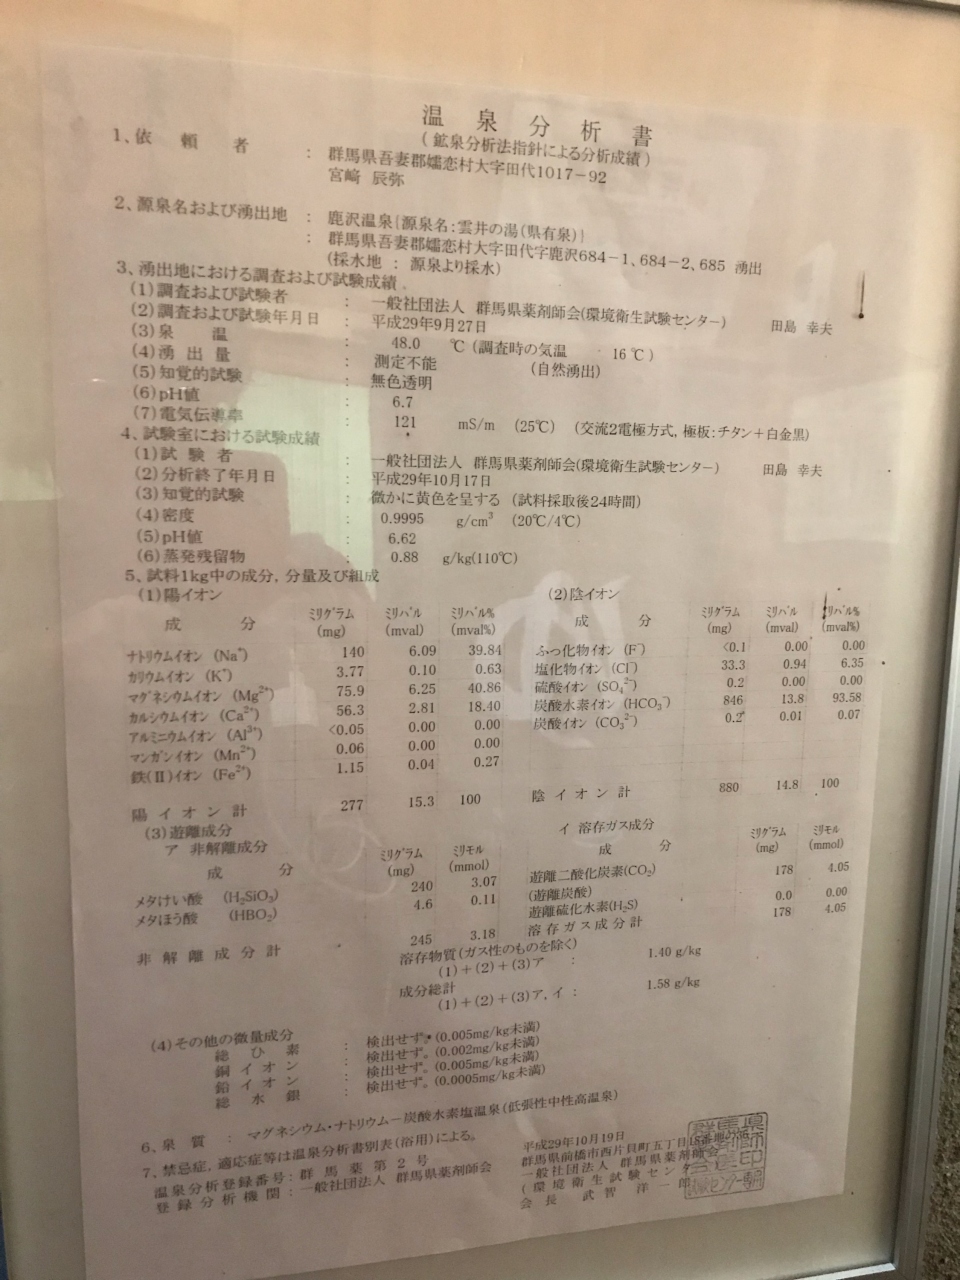 温泉分析書
(鉱泉分析法指針による分析成績)
1、依頼者 : 群馬県吾妻郡嬬恋村大字田代1017-92
宮崎 辰弥
2、源泉名および湧出地 : 鹿沢温泉{源泉名:雲井の湯(県有泉)}
: 群馬県吾妻郡嬬恋村大字田代字鹿沢684-1、684-2、685 湧出
(採水地 : 源泉より採水)
3、湧出地における調査および試験成績
(1)調査および試験者 : 一般社団法人 群馬県薬剤師会(環境衛生試験センター) 田島 幸夫
(2)調査および試験年月日 : 平成29年9月27日
(3)泉温 : 48.0 ℃(調査時の気温 16℃)
(4)湧出量 : 測定不能 (自然湧出)
(5)知覚的試験 : 無色透明
(6)pH値 : 6.7
(7)電気伝導率 : 121 mS/m (25℃) (交流2電極方式, 極板:チタン+白金黒)
4、試験室における試験成績
(1)試験者 : 一般社団法人 群馬県薬剤師会(環境衛生試験センター) 田島 幸夫
(2)分析終了年月日 : 平成29年10月17日
(3)知覚的試験 : 微かに黄色を呈する (試料採取後24時間)
(4)密度 : 0.9995 g/cm³ (20℃/4℃)
(5)pH値 : 6.62
(6)蒸発残留物 : 0.88 g/kg(110℃)
5、試料1kg中の成分, 分量及び組成
(1)陽イオン
成分 ミリグラム(mg) ミリバル(mval) ミリバル%(mval%)
ナトリウムイオン (Na⁺) 140 6.09 39.84
カリウムイオン (K⁺) 3.77 0.10 0.63
マグネシウムイオン (Mg²⁺) 75.9 6.25 40.86
カルシウムイオン (Ca²⁺) 56.3 2.81 18.40
アルミニウムイオン (Al³⁺) <0.05 0.00 0.00
マンガンイオン (Mn²⁺) 0.06 0.00 0.00
鉄(Ⅱ)イオン (Fe²⁺) 1.15 0.04 0.27
陽イオン計 277 15.3 100
(2)陰イオン
成分 ミリグラム(mg) ミリバル(mval) ミリバル%(mval%)
ふっ化物イオン (F⁻) <0.1 0.00 0.00
塩化物イオン (Cl⁻) 33.3 0.94 6.35
硫酸イオン (SO₄²⁻) 0.2 0.00 0.00
炭酸水素イオン (HCO₃⁻) 846 13.8 93.58
炭酸イオン (CO₃²⁻) 0.2 0.01 0.07
陰イオン計 880 14.8 100
(3)遊離成分
ア 非解離成分
成分 ミリグラム(mg) ミリモル(mmol)
メタけい酸 (H₂SiO₃) 240 3.07
メタほう酸 (HBO₂) 4.6 0.11
非解離成分計 245 3.18
イ 溶存ガス成分
成分 ミリグラム(mg) ミリモル(mmol)
遊離二酸化炭素(CO₂) 178 4.05
(遊離炭酸)
遊離硫化水素(H₂S) 0.0 0.00
溶存ガス成分計 178 4.05
溶存物質(ガス性のものを除く)
(1)+(2)+(3)ア : 1.40 g/kg
成分総計
(1)+(2)+(3)ア, イ : 1.58 g/kg
(4)その他の微量成分
総ひ素 : 検出せず。(0.005mg/kg未満)
銅イオン : 検出せず。(0.002mg/kg未満)
鉛イオン : 検出せず。(0.005mg/kg未満)
総水銀 : 検出せず。(0.0005mg/kg未満)
6、泉質 : マグネシウム・ナトリウム-炭酸水素塩温泉(低張性中性高温泉)
7、禁忌症, 適応症等は温泉分析書別表(浴用)による。
温泉分析登録番号:群馬薬第2号
登録分析機関:一般社団法人 群馬県薬剤師会
平成29年10月19日
群馬県前橋市西片貝町五丁目18番地の
一般社団法人 群馬県薬剤師会
(環境衛生試験センター
会長 武智 洋一郎